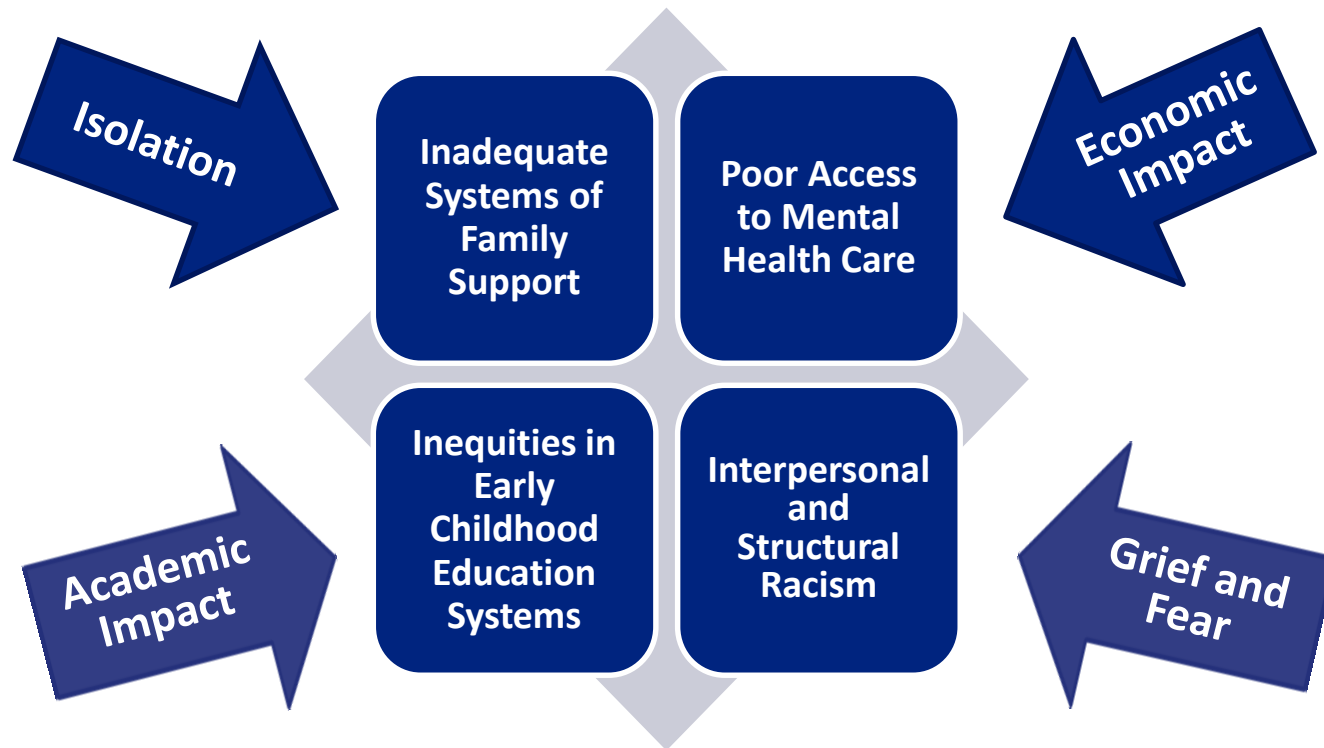 Isolation
Inadequate
Systems of
Family
Support
Poor Access
to Mental
Health Care
Economic
Impact
Academic
Impact
Inequities in
Early
Childhood
Education
Systems
Interpersonal
and
Structural
Racism
Grief and
Fear